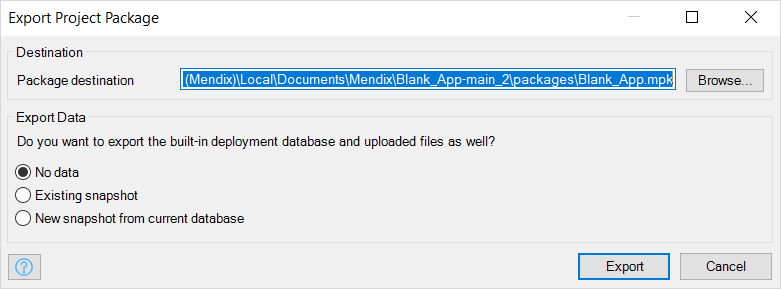 Export Project Package
Destination
Package destination (Mendix)\Local\Documents\Mendix\Blank_App-main_2\packages\Blank_App.mpk Browse...
Export Data
Do you want to export the built-in deployment database and uploaded files as well?
No data
Existing snapshot
New snapshot from current database
? Export Cancel